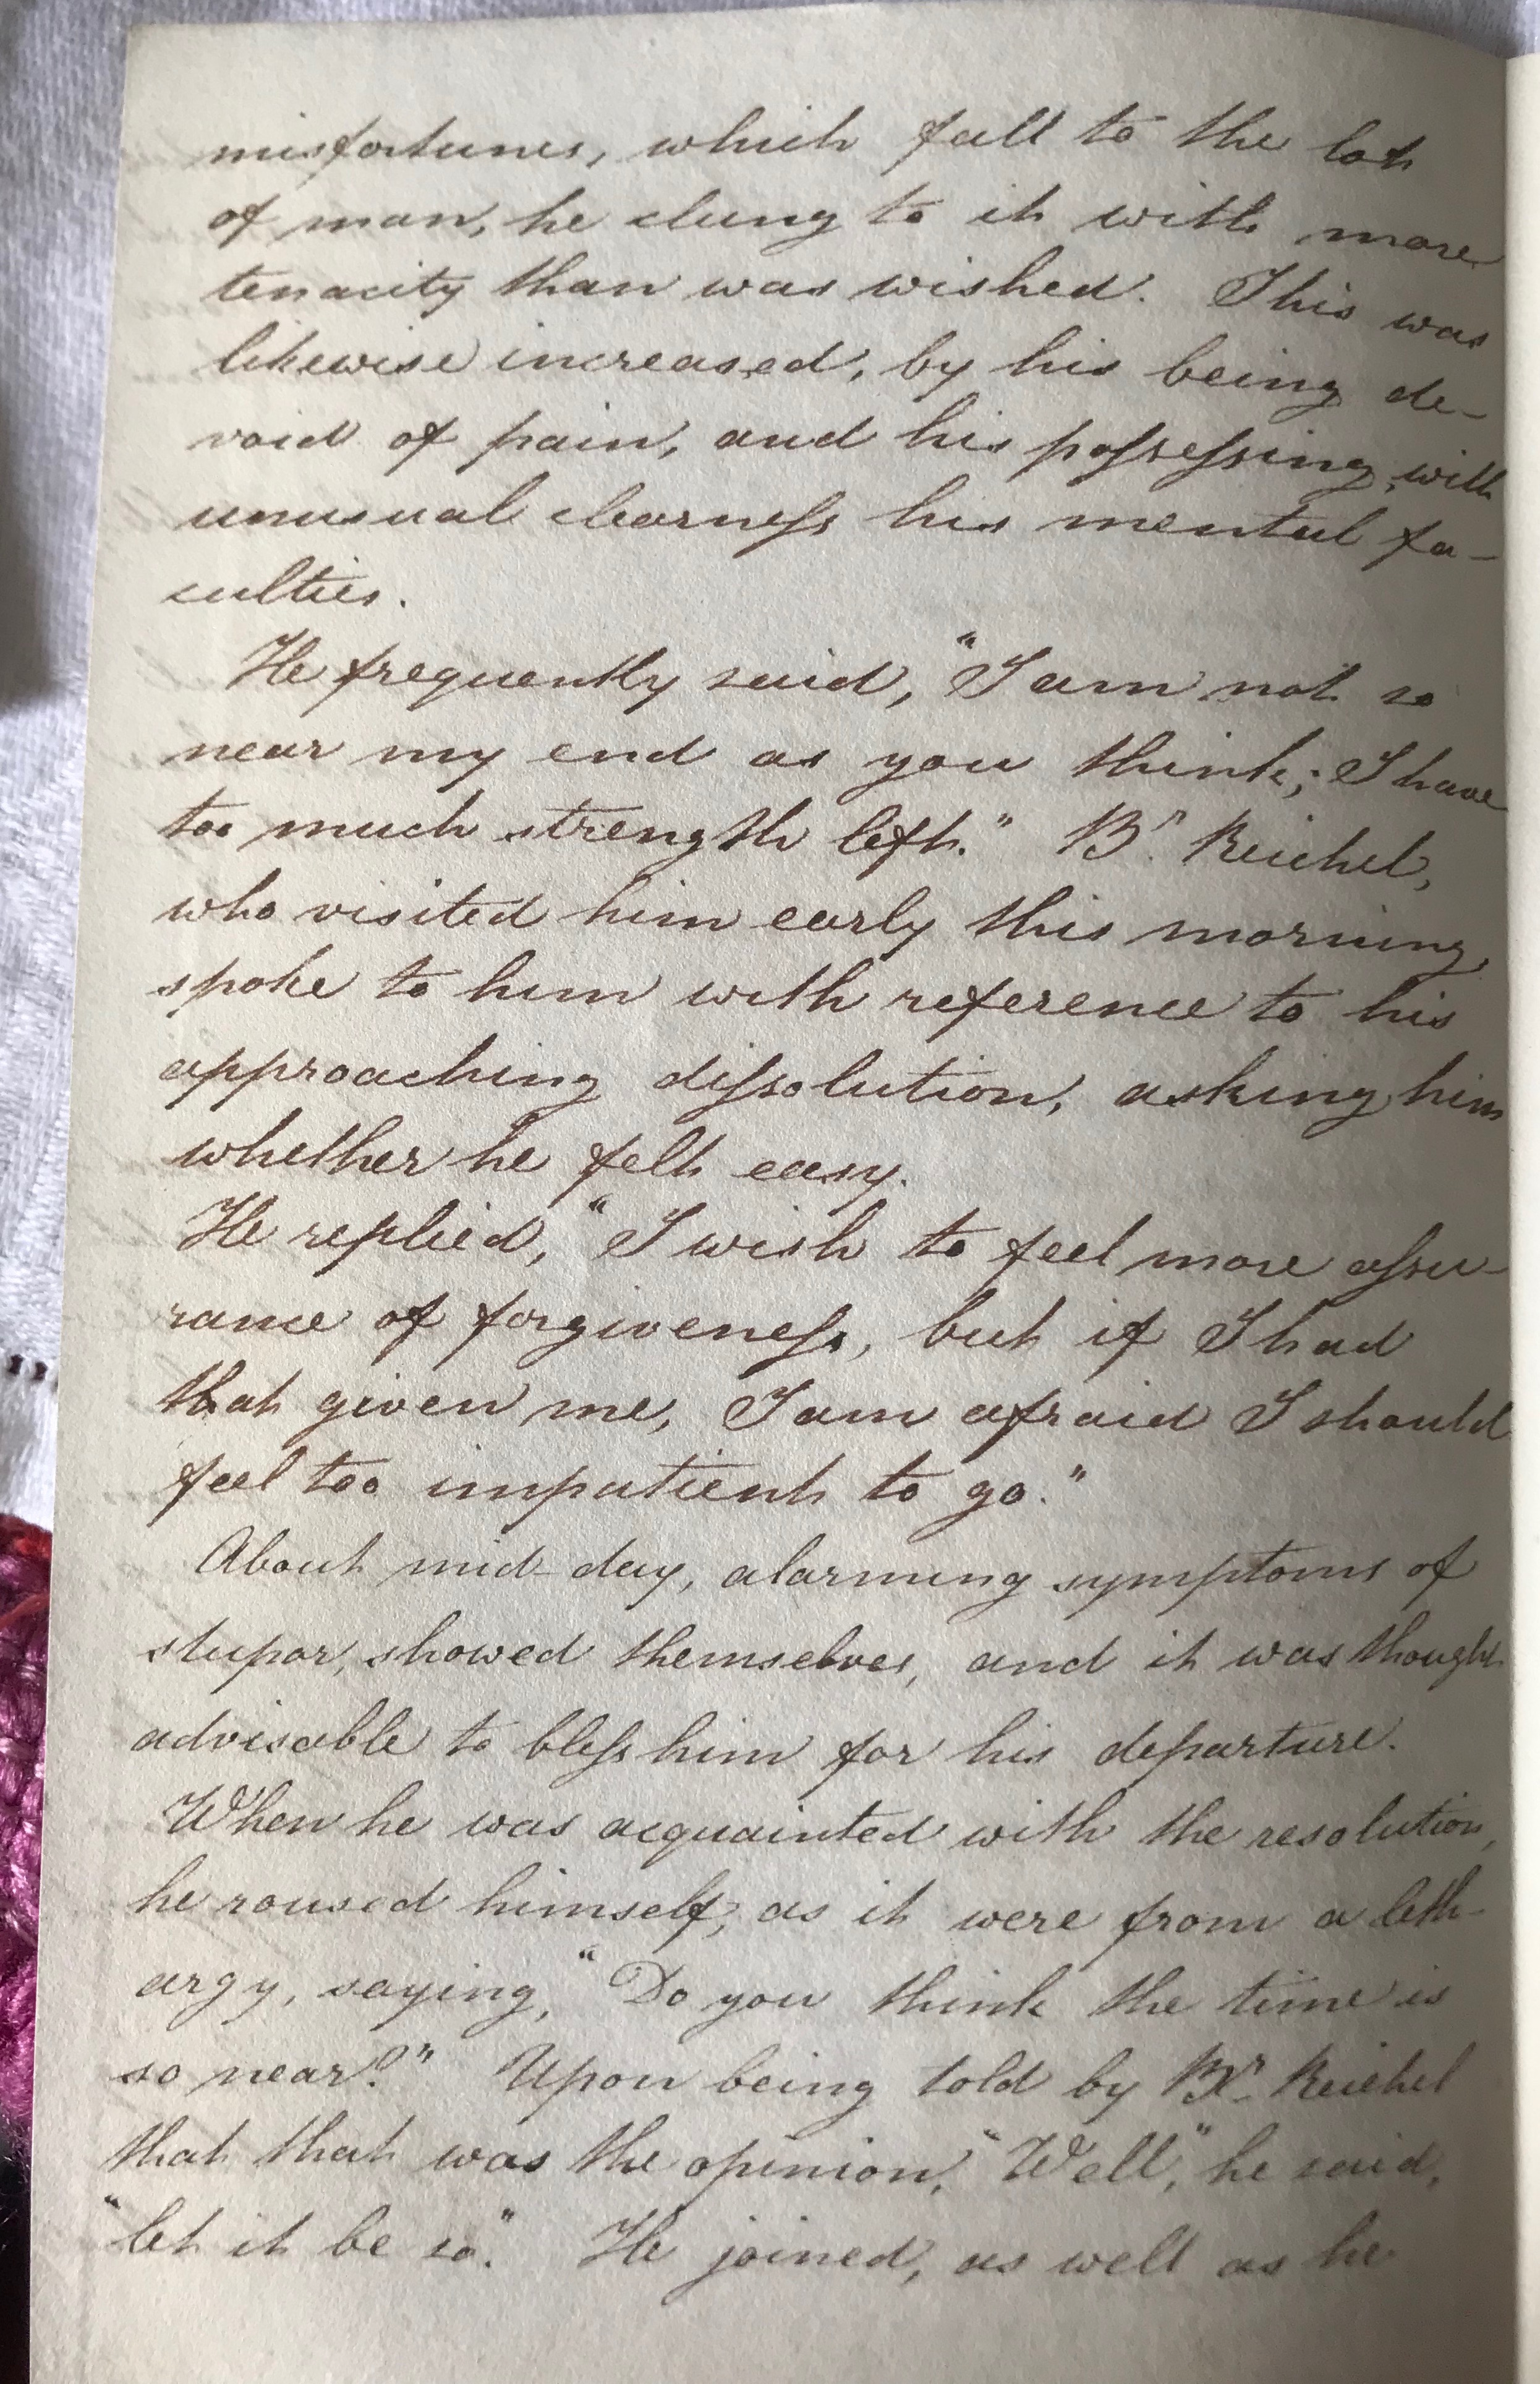 misfortunes, which fall to the lot
of man, he clung to it with more
tenacity than was wished. This was
likewise increased, by his being de-
void of pain, and his possessing, with
unusual clearness his mental fa-
culties.
He frequently said, "I am not so
near my end as you think; I have
too much strength left." Br. Reichel,
who visited him early this morning,
spoke to him with reference to his
approaching dissolution, asking him
whether he felt easy.
He replied, "I wish to feel more assu-
rance of forgiveness, but if I had
that given me, I am afraid I should
feel too impatient to go."
About mid-day, alarming symptoms of
stupor, showed themselves, and it was thought
advisable to bless him for his departure.
When he was acquainted with the resolution,
he roused himself, as it were from a leth-
argy, saying, "Do you think the time is
so near?" Upon being told by Br. Reichel
that that was the opinion, "Well," he said,
"let it be so." He joined, as well as he